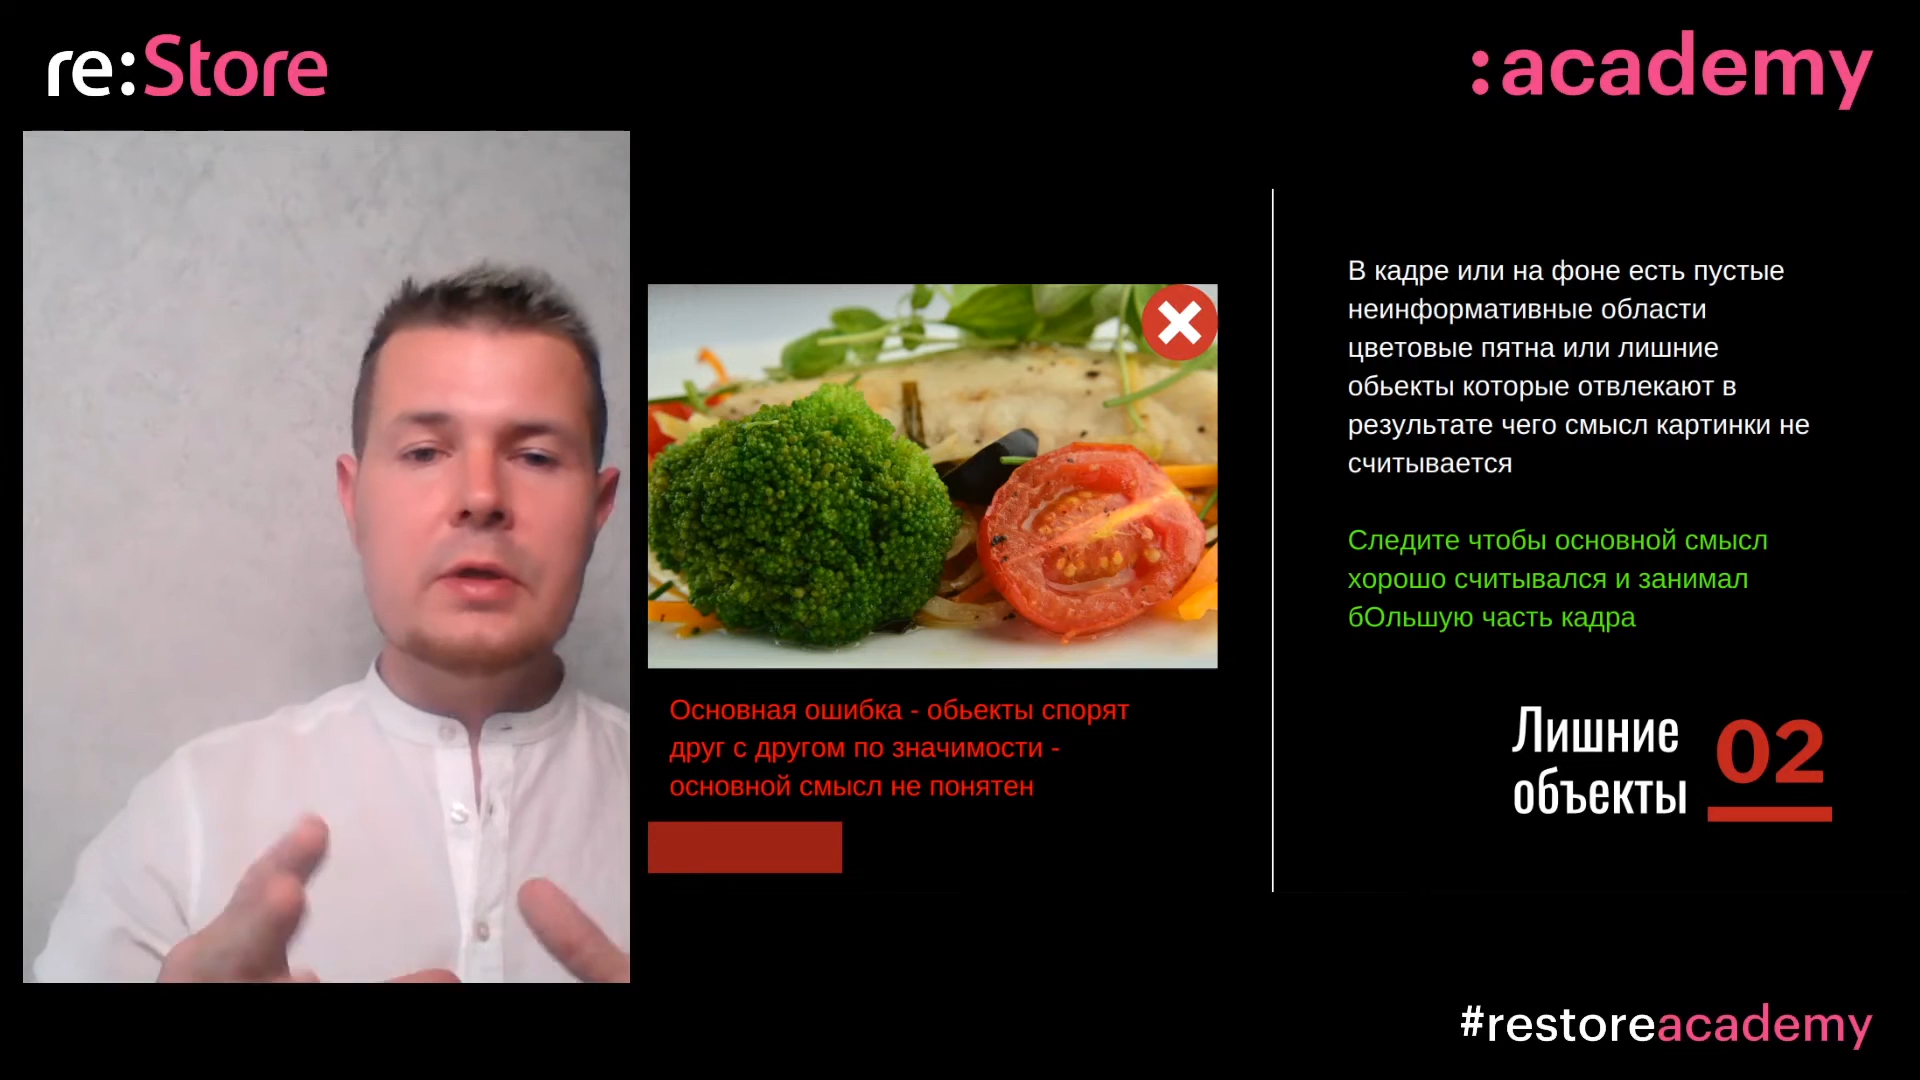 re:Store
:academy
В кадре или на фоне есть пустые
неинформативные области
цветовые пятна или лишние
обьекты которые отвлекают в
результате чего смысл картинки не
считывается
Следите чтобы основной смысл
хорошо считывался и занимал
бОльшую часть кадра
Основная ошибка - обьекты спорят
друг с другом по значимости -
основной смысл не понятен
Лишние
объекты
02
#restoreacademy